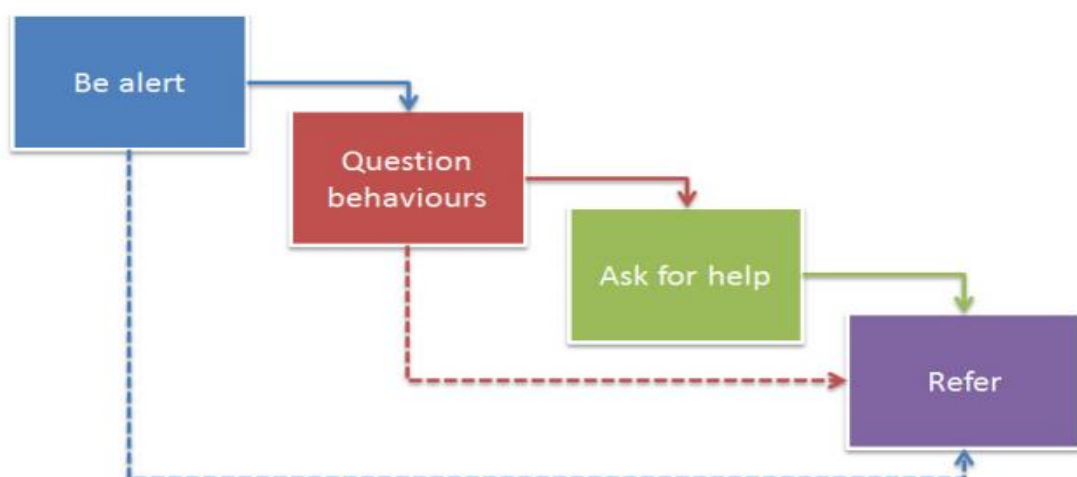 Be alert
Question
behaviours
Ask for help
Refer